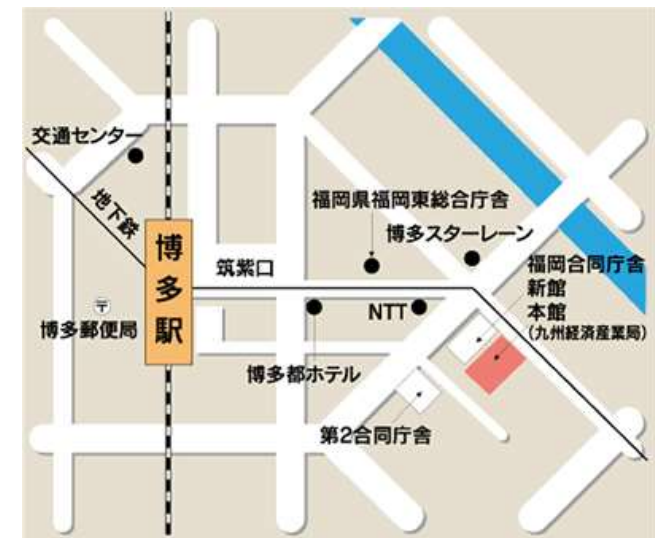 交通センター
地下鉄
福岡県福岡東総合庁舎
博多スターレーン
博多駅
筑紫口
福岡合同庁舎
新館
本館
(九州経済産業局)
〒
博多郵便局
NTT
博多都ホテル
第2合同庁舎